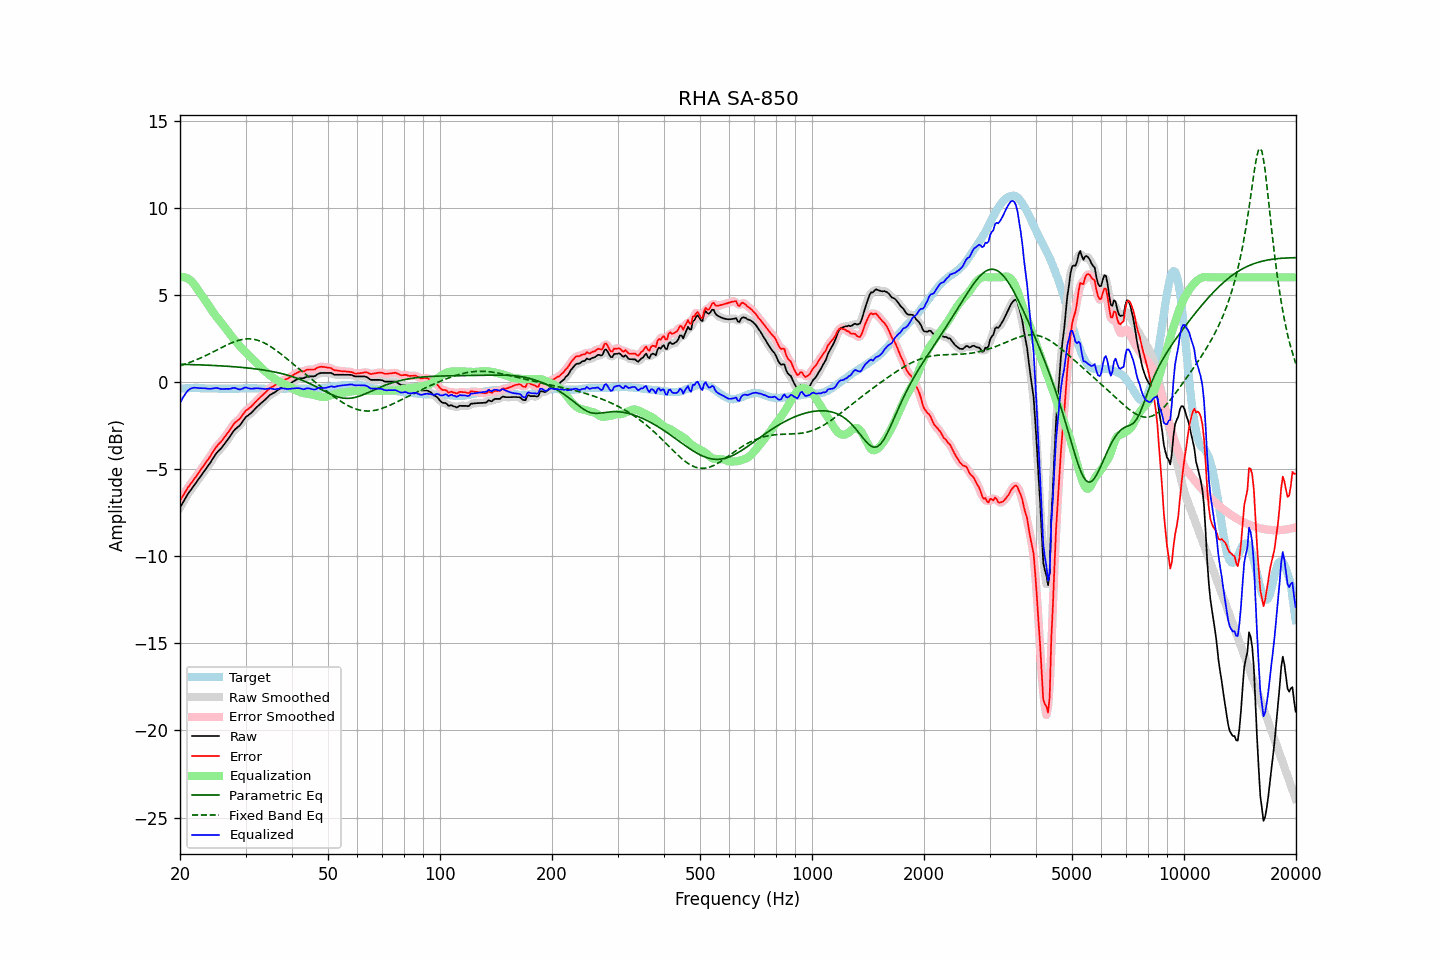 RHA SA-850
15
10
5
0
−5
−10
−15
−20
−25
Amplitude (dBr)
Target
Raw Smoothed
Error Smoothed
Raw
Error
Equalization
Parametric Eq
Fixed Band Eq
Equalized
20 50 100 200 500 1000 2000 5000 10000 20000
Frequency (Hz)